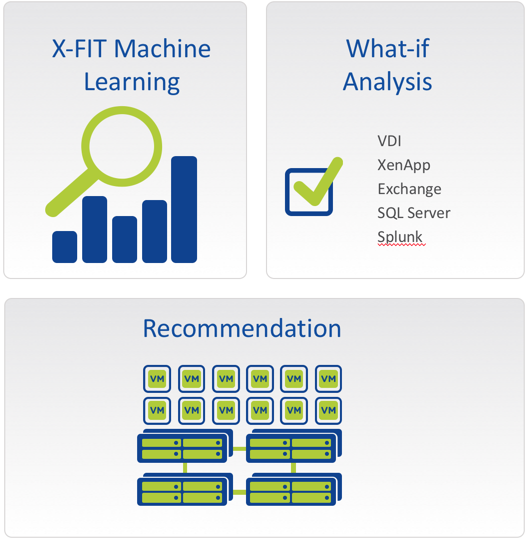 X-FIT Machine
Learning
What-if
Analysis
VDI
XenApp
Exchange
SQL Server
Splunk
Recommendation
VM VM VM VM VM VM
VM VM VM VM VM VM